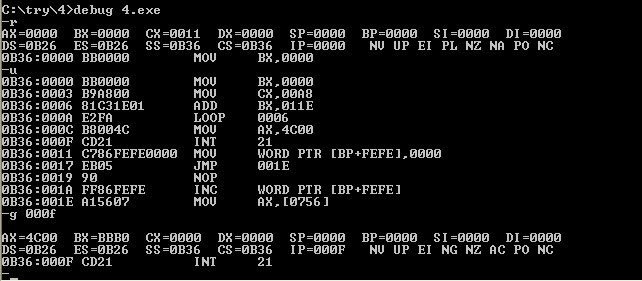 C:\try\4>debug 4.exe
-r
AX=0000  BX=0000  CX=0011  DX=0000  SP=0000  BP=0000  SI=0000  DI=0000
DS=0B26  ES=0B26  SS=0B36  CS=0B36  IP=0000   NV UP EI PL NZ NA PO NC
0B36:0000 BB0000        MOV     BX,0000
-u
0B36:0000 BB0000        MOV     BX,0000
0B36:0003 B9A800        MOV     CX,00A8
0B36:0006 81C31E01      ADD     BX,011E
0B36:000A E2FA          LOOP    0006
0B36:000C B8004C        MOV     AX,4C00
0B36:000F CD21          INT     21
0B36:0011 C786FEFE0000  MOV     WORD PTR [BP+FEFE],0000
0B36:0017 EB05          JMP     001E
0B36:0019 90            NOP
0B36:001A FF86FEFE      INC     WORD PTR [BP+FEFE]
0B36:001E A15607        MOV     AX,[0756]
-g 000f
AX=4C00  BX=BBB0  CX=0000  DX=0000  SP=0000  BP=0000  SI=0000  DI=0000
DS=0B26  ES=0B26  SS=0B36  CS=0B36  IP=000F   NV UP EI NG NZ AC PO NC
0B36:000F CD21          INT     21
-